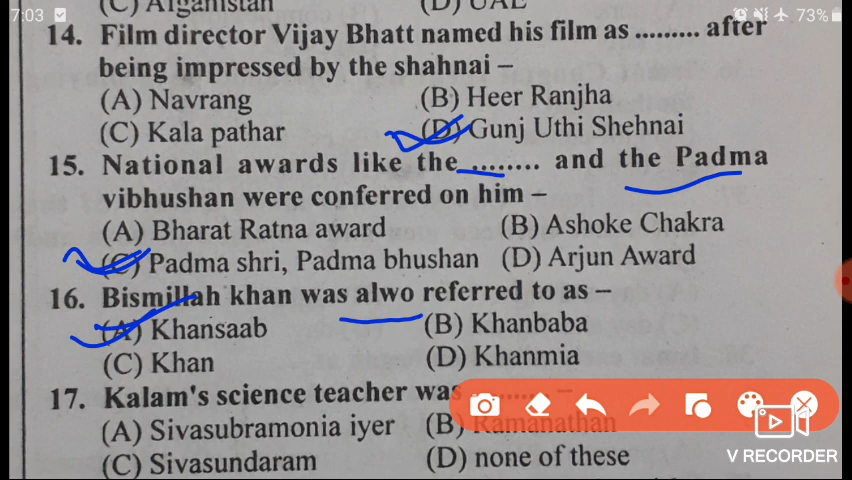 7:03
73%
(C) Afganistan (D) UAE
14. Film director Vijay Bhatt named his film as ......... after
being impressed by the shahnai –
(A) Navrang (B) Heer Ranjha
(C) Kala pathar (D) Gunj Uthi Shehnai
15. National awards like the ........ and the Padma
vibhushan were conferred on him –
(A) Bharat Ratna award (B) Ashoke Chakra
(C) Padma shri, Padma bhushan (D) Arjun Award
16. Bismillah khan was alwo referred to as –
(A) Khansaab (B) Khanbaba
(C) Khan (D) Khanmia
17. Kalam's science teacher was ......... –
(A) Sivasubramonia iyer (B) Ramanathan
(C) Sivasundaram (D) none of these
V RECORDER